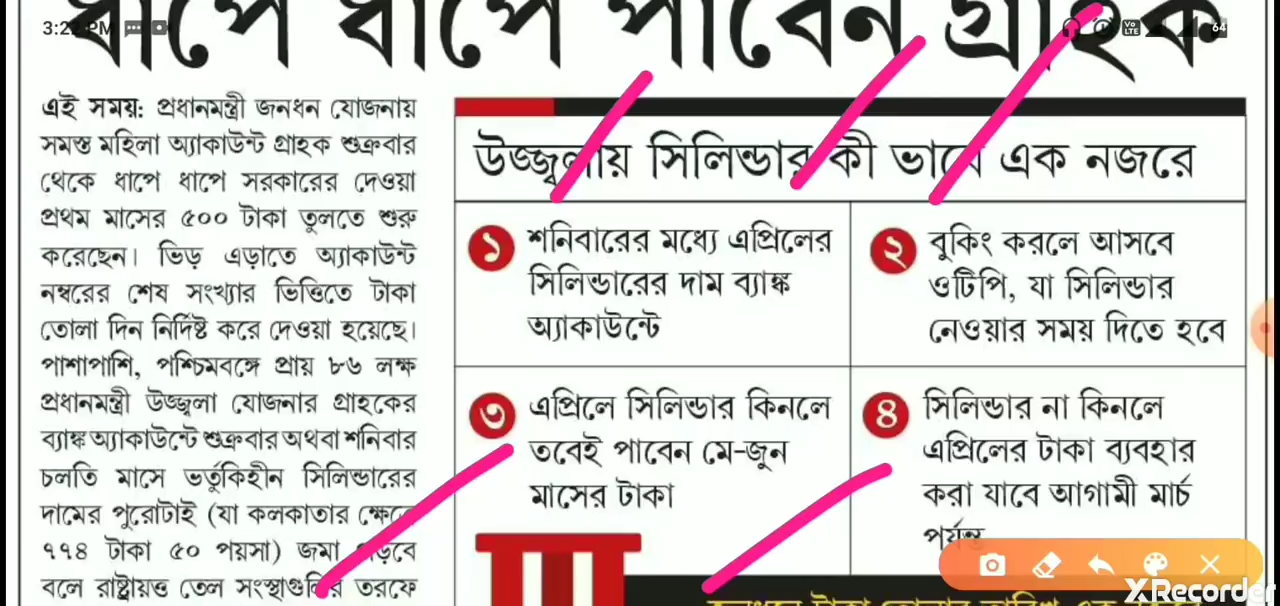 3:22 PM
64
ধাপে ধাপে পাবেন গ্রাহক
এই সময়: প্রধানমন্ত্রী জনধন যোজনায়
সমস্ত মহিলা অ্যাকাউন্ট গ্রাহক শুক্রবার
থেকে ধাপে ধাপে সরকারের দেওয়া
প্রথম মাসের ৫০০ টাকা তুলতে শুরু
করেছেন। ভিড় এড়াতে অ্যাকাউন্ট
নম্বরের শেষ সংখ্যার ভিত্তিতে টাকা
তোলা দিন নির্দিষ্ট করে দেওয়া হয়েছে।
পাশাপাশি, পশ্চিমবঙ্গে প্রায় ৮৬ লক্ষ
প্রধানমন্ত্রী উজ্জ্বলা যোজনার গ্রাহকের
ব্যাঙ্ক অ্যাকাউন্টে শুক্রবার অথবা শনিবার
চলতি মাসে ভর্তুকিহীন সিলিন্ডারের
দামের পুরোটাই (যা কলকাতার ক্ষেত্রে
৭৭৪ টাকা ৫০ পয়সা) জমা পড়বে
বলে রাষ্ট্রায়ত্ত তেল সংস্থাগুলির তরফে
উজ্জ্বলায় সিলিন্ডার কী ভাবে এক নজরে
১ শনিবারের মধ্যে এপ্রিলের
সিলিন্ডারের দাম ব্যাঙ্ক
অ্যাকাউন্টে
২ বুকিং করলে আসবে
ওটিপি, যা সিলিন্ডার
নেওয়ার সময় দিতে হবে
৩ এপ্রিলে সিলিন্ডার কিনলে
তবেই পাবেন মে-জুন
মাসের টাকা
৪ সিলিন্ডার না কিনলে
এপ্রিলের টাকা ব্যবহার
করা যাবে আগামী মার্চ
পর্যন্ত
XRecorder